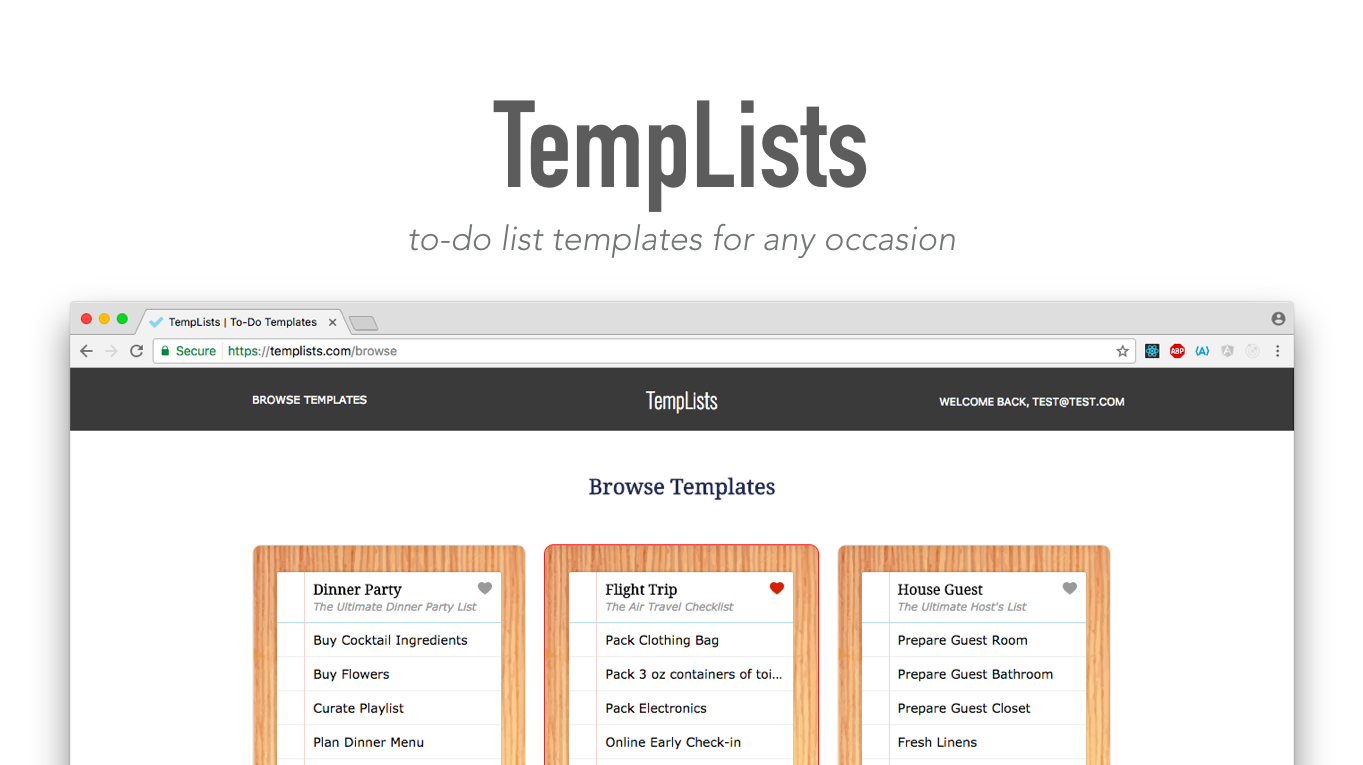 TempLists
to-do list templates for any occasion
TempLists | To-Do Templates
Secure https://templists.com/browse
ABP
BROWSE TEMPLATES
TempLists
WELCOME BACK, TEST@TEST.COM
Browse Templates
Dinner Party
The Ultimate Dinner Party List
Buy Cocktail Ingredients
Buy Flowers
Curate Playlist
Plan Dinner Menu
Flight Trip
The Air Travel Checklist
Pack Clothing Bag
Pack 3 oz containers of toi...
Pack Electronics
Online Early Check-in
House Guest
The Ultimate Host's List
Prepare Guest Room
Prepare Guest Bathroom
Prepare Guest Closet
Fresh Linens